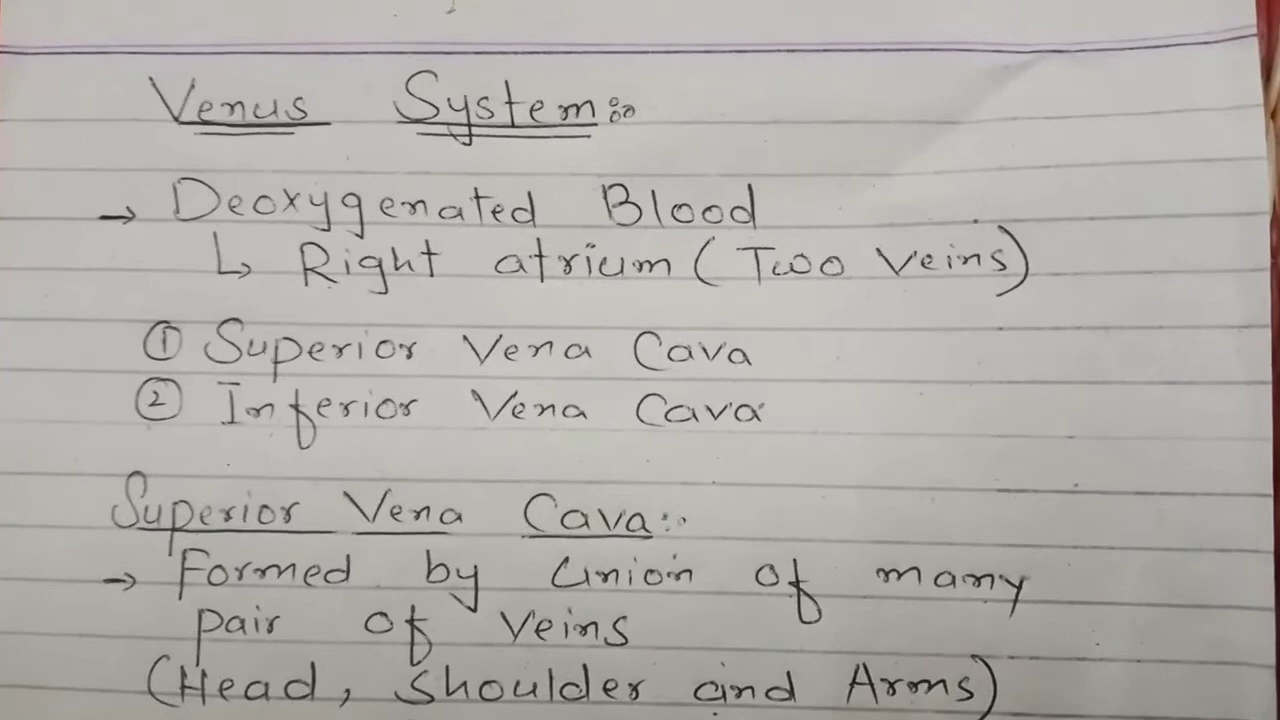 Venus System:
→ Deoxygenated Blood
↳ Right atrium (Two Veins)
① Superior Vena Cava
② Inferior Vena Cava
Superior Vena Cava:
→ Formed by Union of many
pair of veins
(Head, shoulder and Arms)